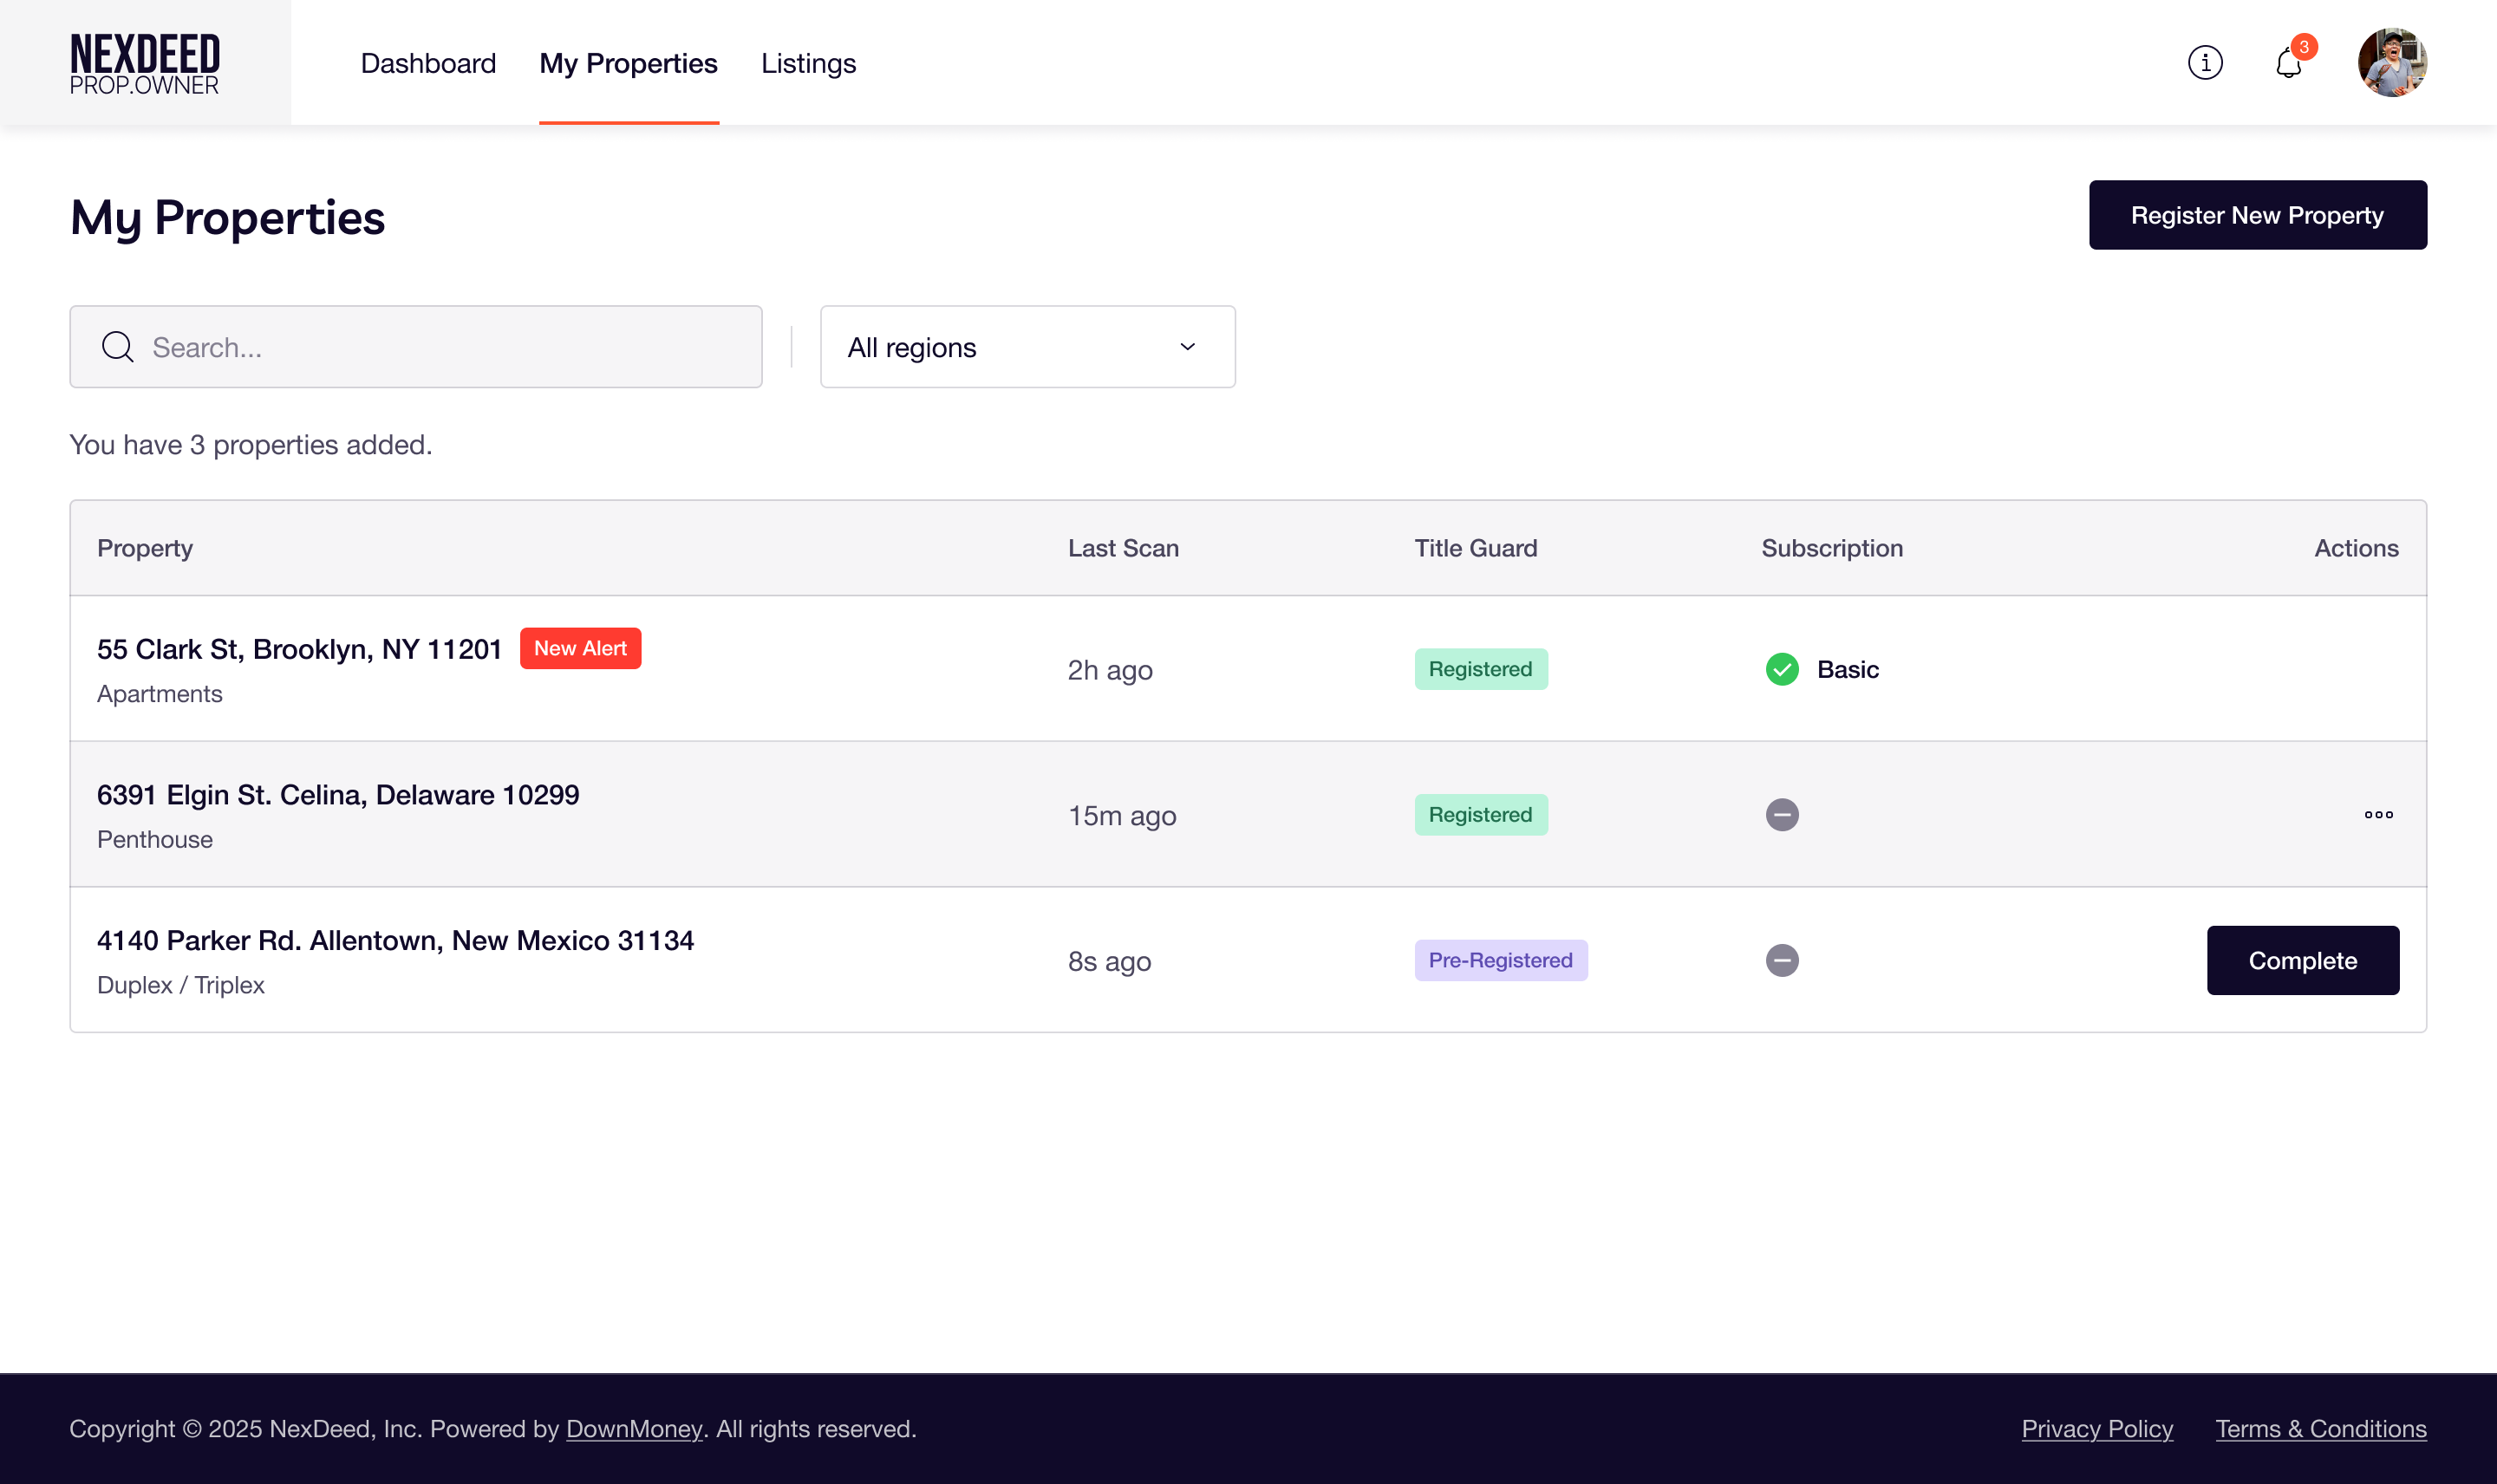 NEXDEED
PROP.OWNER
Dashboard My Properties Listings
3
My Properties
Register New Property
Search...
All regions
You have 3 properties added.
Property Last Scan Title Guard Subscription Actions
55 Clark St, Brooklyn, NY 11201 New Alert
Apartments
2h ago Registered Basic
6391 Elgin St. Celina, Delaware 10299
Penthouse
15m ago Registered
4140 Parker Rd. Allentown, New Mexico 31134
Duplex / Triplex
8s ago Pre-Registered Complete
Copyright © 2025 NexDeed, Inc. Powered by DownMoney. All rights reserved.
Privacy Policy Terms & Conditions